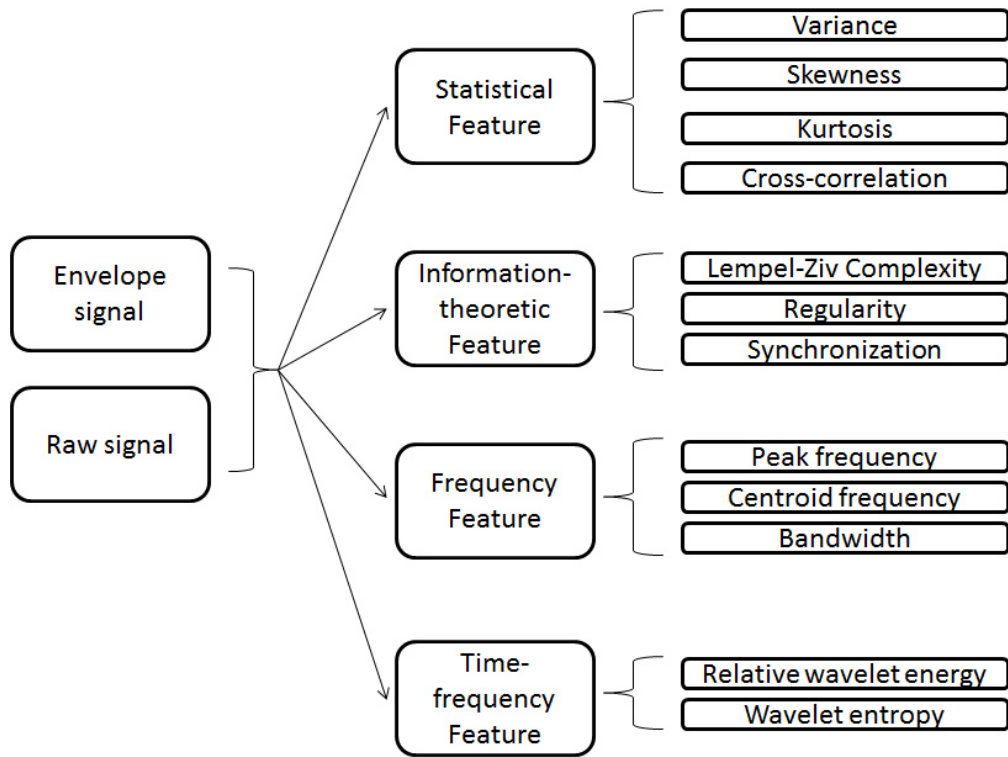 Envelope
signal
Raw signal
Statistical
Feature
Variance
Skewness
Kurtosis
Cross-correlation
Information-
theoretic
Feature
Lempel-Ziv Complexity
Regularity
Synchronization
Frequency
Feature
Peak frequency
Centroid frequency
Bandwidth
Time-
frequency
Feature
Relative wavelet energy
Wavelet entropy